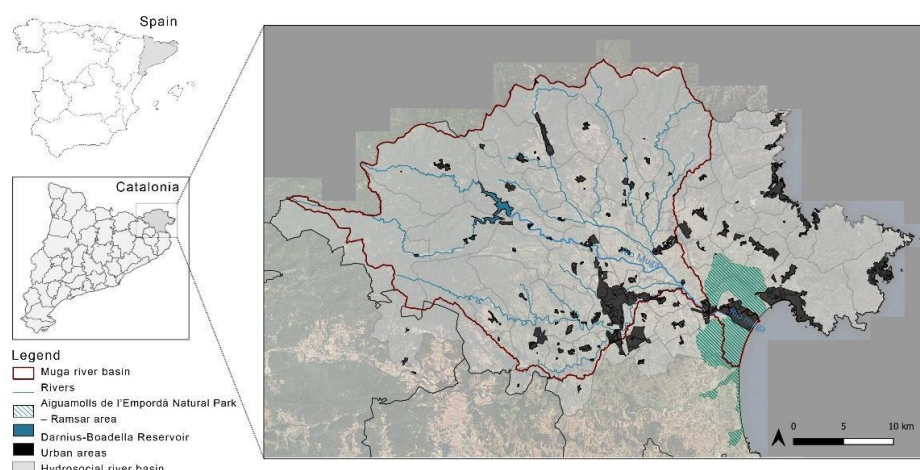 Spain
Catalonia
Legend
Muga river basin
Rivers
Aiguamolls de l'Empordà Natural Park
– Ramsar area
Darnius-Boadella Reservoir
Urban areas
Hydrosocial river basin
Muga
0 5 10 km